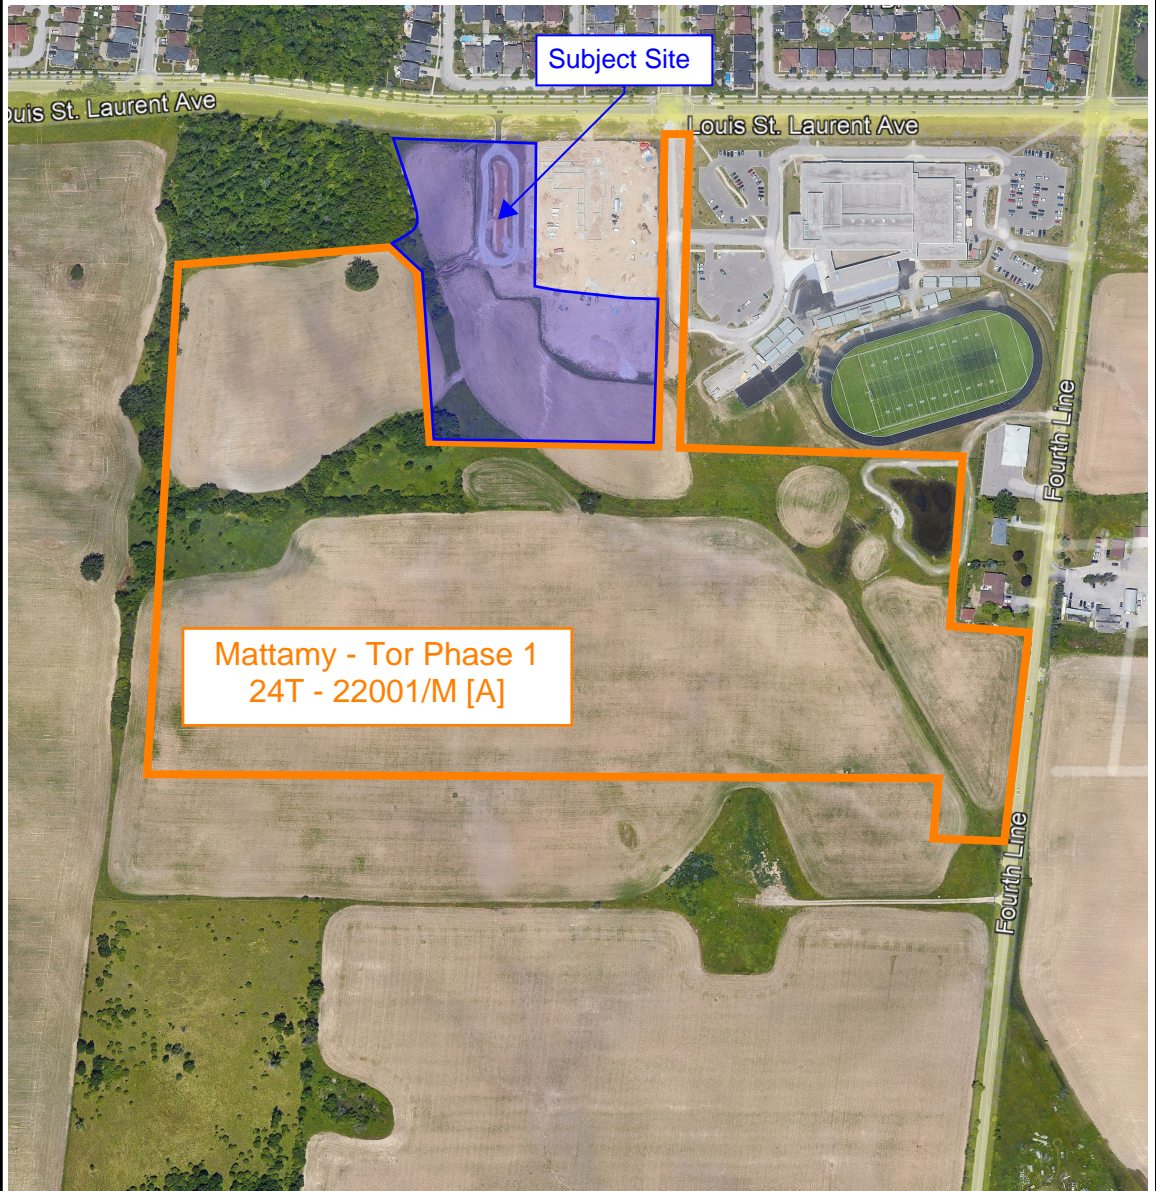 Subject Site
ouis St. Laurent Ave
Louis St. Laurent Ave
Fourth Line
Mattamy - Tor Phase 1
24T - 22001/M [A]
Fourth Line